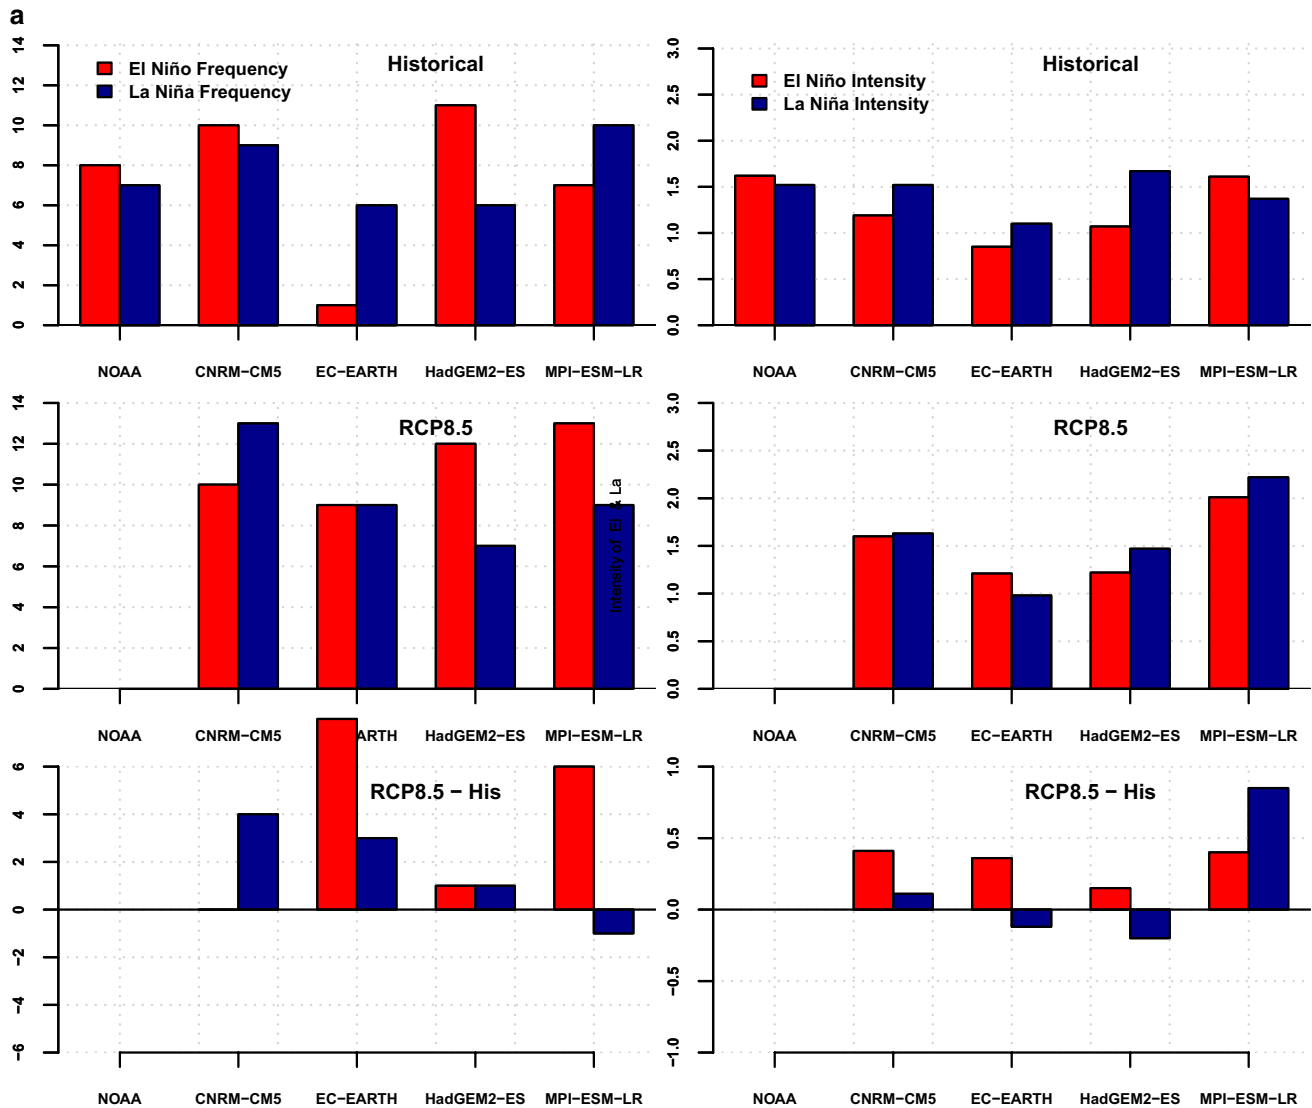 a
Historical
El Niño Frequency
La Niña Frequency
0 2 4 6 8 10 12 14
NOAA CNRM−CM5 EC−EARTH HadGEM2−ES MPI−ESM−LR
Historical
El Niño Intensity
La Niña Intensity
0.0 0.5 1.0 1.5 2.0 2.5 3.0
NOAA CNRM−CM5 EC−EARTH HadGEM2−ES MPI−ESM−LR
RCP8.5
0 2 4 6 8 10 12 14
Intensity of El & La
NOAA CNRM−CM5 ARTH HadGEM2−ES MPI−ESM−LR
RCP8.5
0.0 0.5 1.0 1.5 2.0 2.5 3.0
NOAA CNRM−CM5 EC−EARTH HadGEM2−ES MPI−ESM−LR
RCP8.5 − His
−6 −4 −2 0 2 4 6
NOAA CNRM−CM5 EC−EARTH HadGEM2−ES MPI−ESM−LR
RCP8.5 − His
−1.0 −0.5 0.0 0.5 1.0
NOAA CNRM−CM5 EC−EARTH HadGEM2−ES MPI−ESM−LR